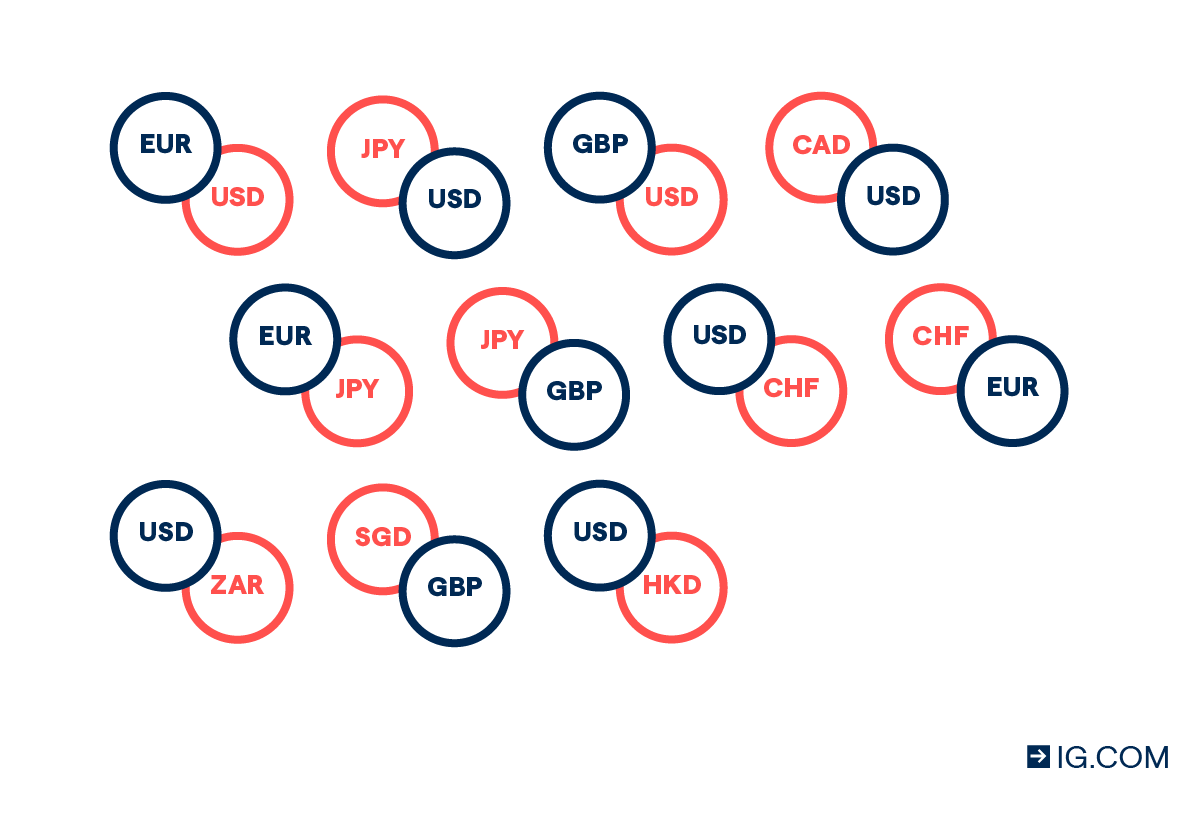 EUR
USD
JPY
USD
GBP
USD
CAD
USD
EUR
JPY
JPY
GBP
USD
CHF
CHF
EUR
USD
ZAR
SGD
GBP
USD
HKD
IG.COM